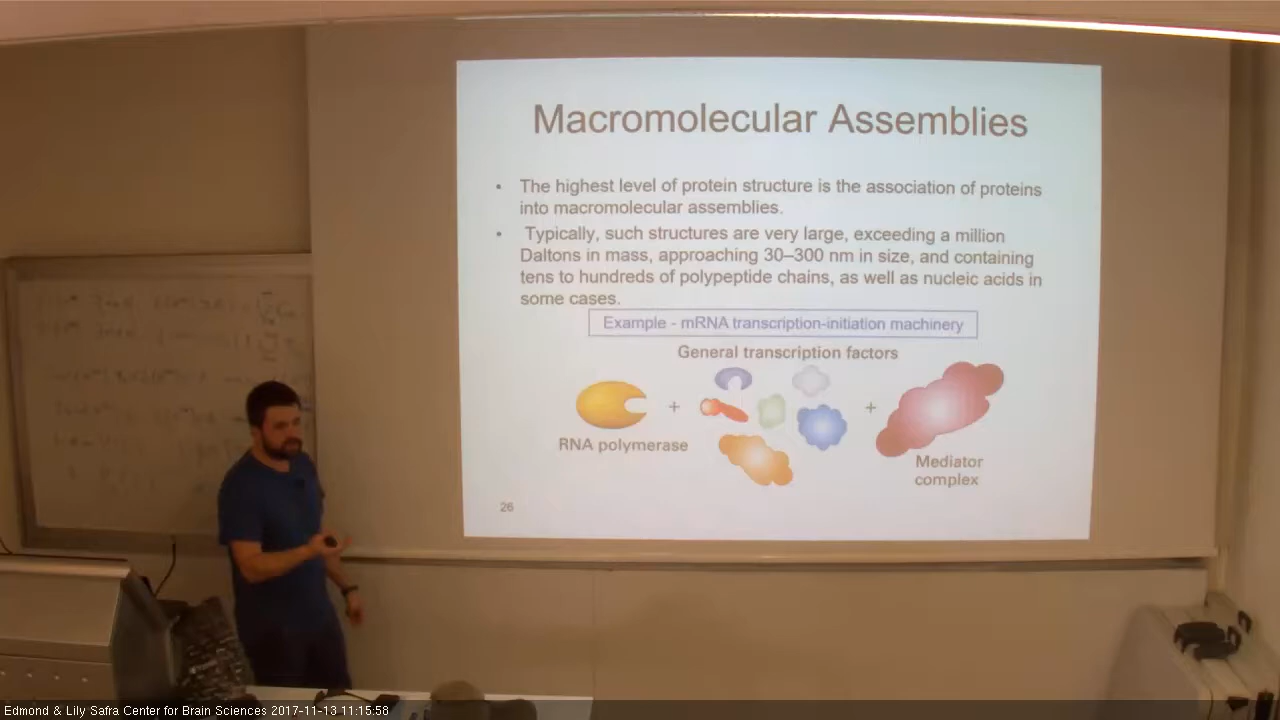 Macromolecular Assemblies
• The highest level of protein structure is the association of proteins
into macromolecular assemblies.
• Typically, such structures are very large, exceeding a million
Daltons in mass, approaching 30–300 nm in size, and containing
tens to hundreds of polypeptide chains, as well as nucleic acids in
some cases.
Example - mRNA transcription-initiation machinery
General transcription factors
+
+
RNA polymerase
Mediator
complex
26
Edmond & Lily Safra Center for Brain Sciences 2017-11-13 11:15:58